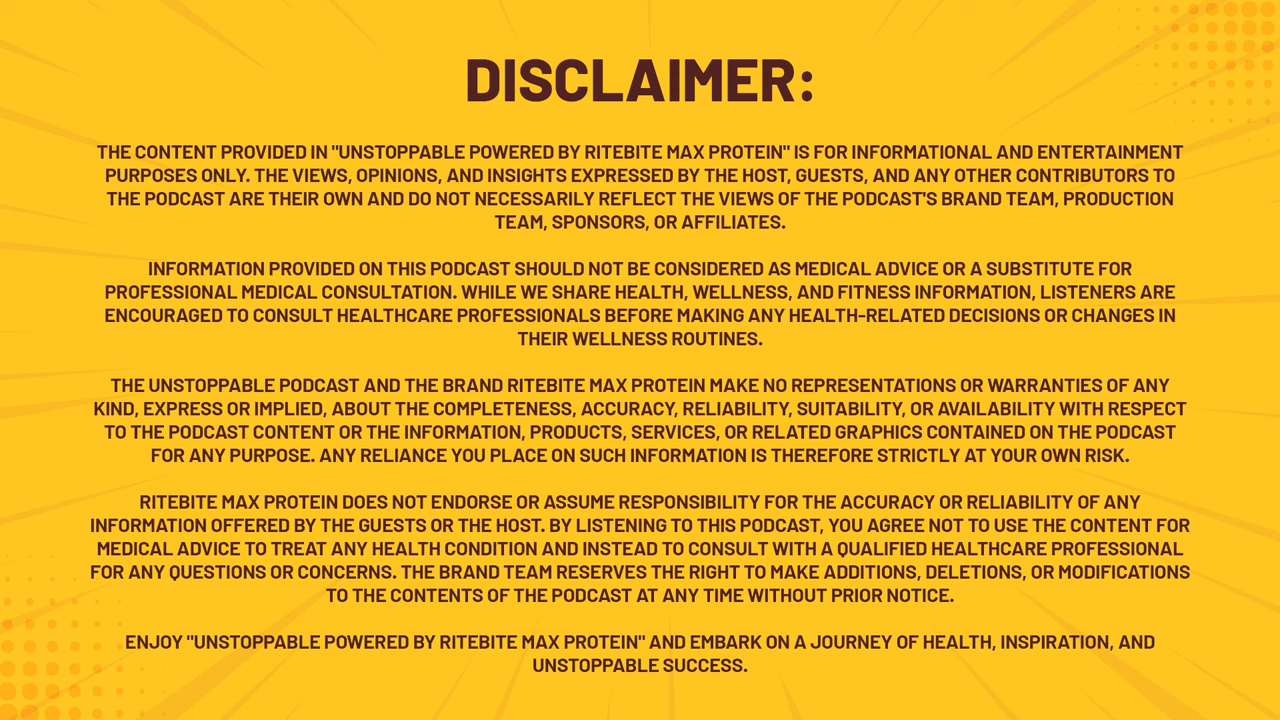 DISCLAIMER:
THE CONTENT PROVIDED IN "UNSTOPPABLE POWERED BY RITEBITE MAX PROTEIN" IS FOR INFORMATIONAL AND ENTERTAINMENT
PURPOSES ONLY. THE VIEWS, OPINIONS, AND INSIGHTS EXPRESSED BY THE HOST, GUESTS, AND ANY OTHER CONTRIBUTORS TO
THE PODCAST ARE THEIR OWN AND DO NOT NECESSARILY REFLECT THE VIEWS OF THE PODCAST'S BRAND TEAM, PRODUCTION
TEAM, SPONSORS, OR AFFILIATES.
INFORMATION PROVIDED ON THIS PODCAST SHOULD NOT BE CONSIDERED AS MEDICAL ADVICE OR A SUBSTITUTE FOR
PROFESSIONAL MEDICAL CONSULTATION. WHILE WE SHARE HEALTH, WELLNESS, AND FITNESS INFORMATION, LISTENERS ARE
ENCOURAGED TO CONSULT HEALTHCARE PROFESSIONALS BEFORE MAKING ANY HEALTH-RELATED DECISIONS OR CHANGES IN
THEIR WELLNESS ROUTINES.
THE UNSTOPPABLE PODCAST AND THE BRAND RITEBITE MAX PROTEIN MAKE NO REPRESENTATIONS OR WARRANTIES OF ANY
KIND, EXPRESS OR IMPLIED, ABOUT THE COMPLETENESS, ACCURACY, RELIABILITY, SUITABILITY, OR AVAILABILITY WITH RESPECT
TO THE PODCAST CONTENT OR THE INFORMATION, PRODUCTS, SERVICES, OR RELATED GRAPHICS CONTAINED ON THE PODCAST
FOR ANY PURPOSE. ANY RELIANCE YOU PLACE ON SUCH INFORMATION IS THEREFORE STRICTLY AT YOUR OWN RISK.
RITEBITE MAX PROTEIN DOES NOT ENDORSE OR ASSUME RESPONSIBILITY FOR THE ACCURACY OR RELIABILITY OF ANY
INFORMATION OFFERED BY THE GUESTS OR THE HOST. BY LISTENING TO THIS PODCAST, YOU AGREE NOT TO USE THE CONTENT FOR
MEDICAL ADVICE TO TREAT ANY HEALTH CONDITION AND INSTEAD TO CONSULT WITH A QUALIFIED HEALTHCARE PROFESSIONAL
FOR ANY QUESTIONS OR CONCERNS. THE BRAND TEAM RESERVES THE RIGHT TO MAKE ADDITIONS, DELETIONS, OR MODIFICATIONS
TO THE CONTENTS OF THE PODCAST AT ANY TIME WITHOUT PRIOR NOTICE.
ENJOY "UNSTOPPABLE POWERED BY RITEBITE MAX PROTEIN" AND EMBARK ON A JOURNEY OF HEALTH, INSPIRATION, AND
UNSTOPPABLE SUCCESS.